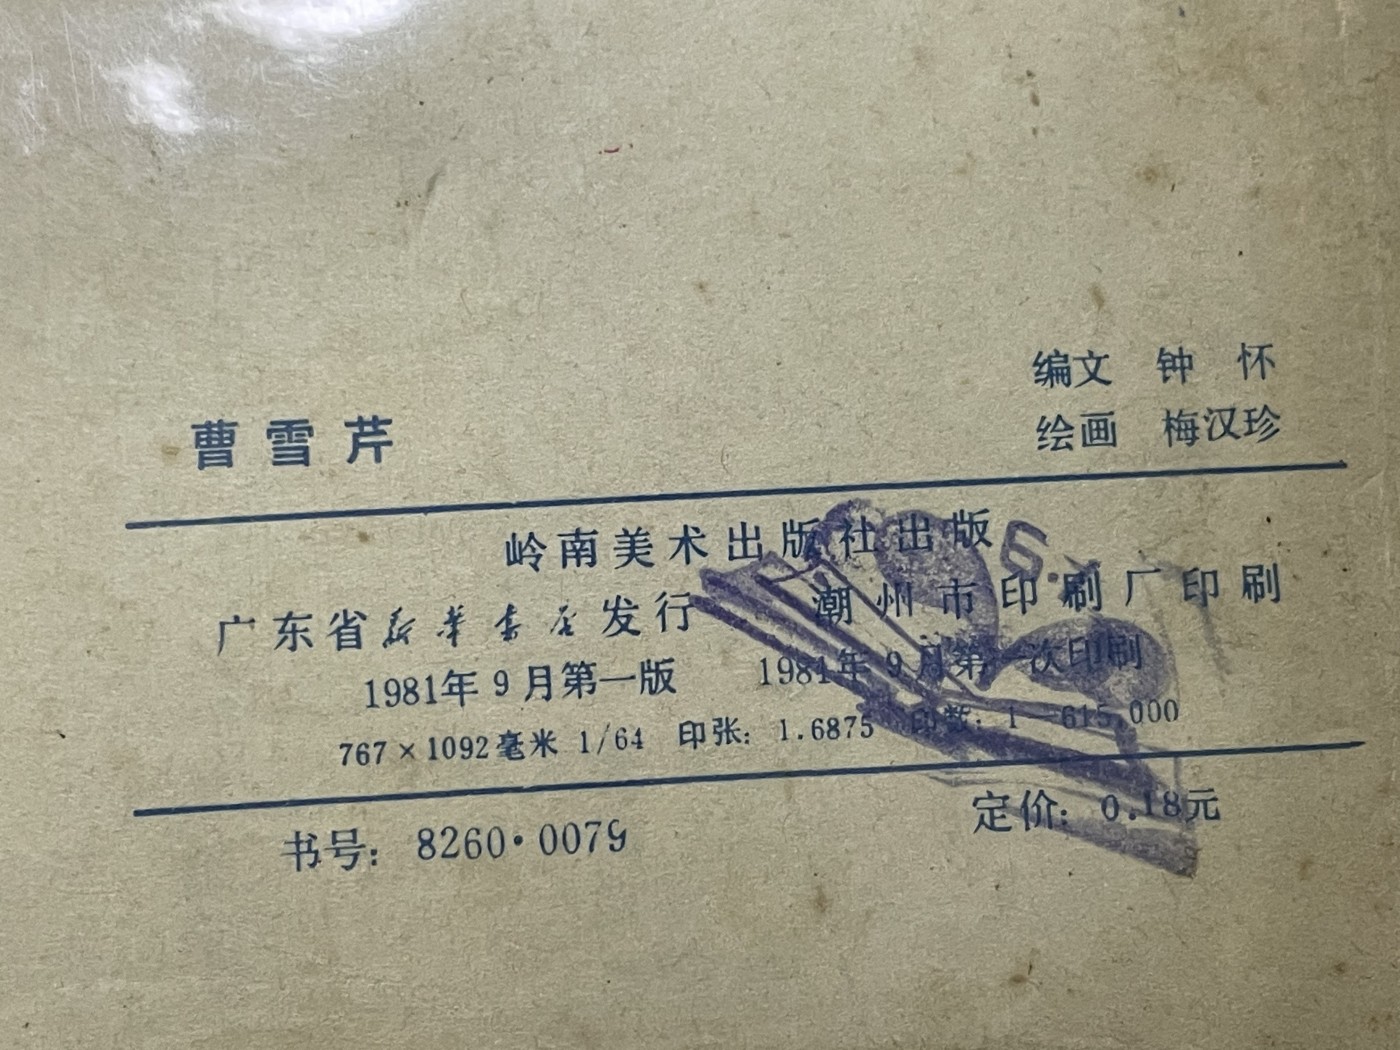 编文 钟 怀
曹雪芹
绘画 梅汉珍
岭南美术出版社出版
广东省新华书店发行 潮州市印刷厂印刷
1981年9月第一版 1981年9月第一次印刷
767×1092毫米 1/64 印张：1.6875 印数：1—615,000
书号：8260·0079 定价：0.18元